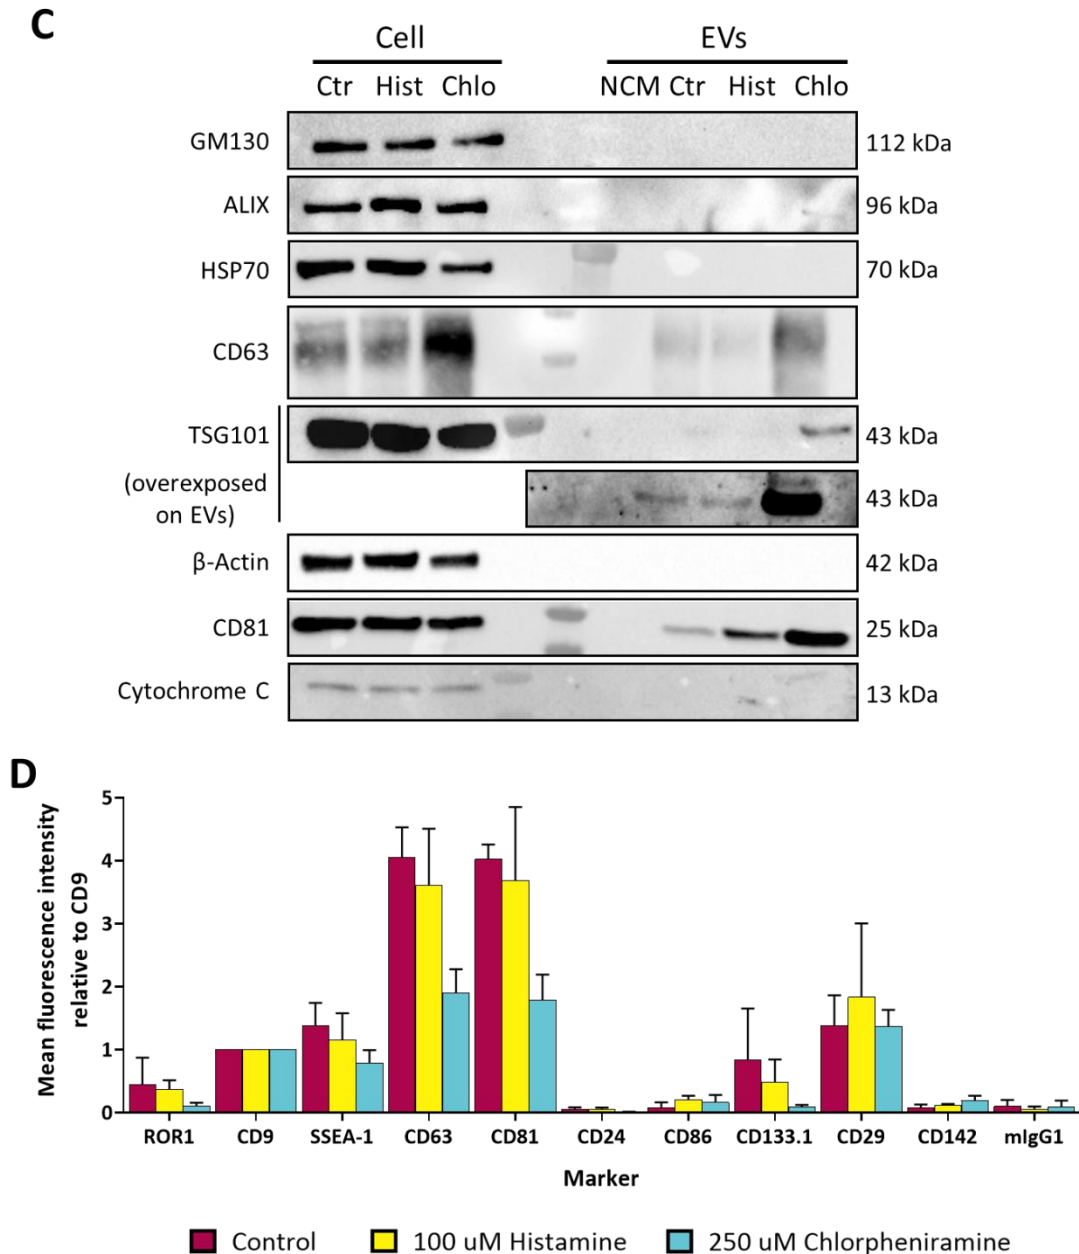 C
Cell EVs
Ctr Hist Chlo NCM Ctr Hist Chlo
GM130 112 kDa
ALIX 96 kDa
HSP70 70 kDa
CD63
TSG101 43 kDa
(overexposed
on EVs) 43 kDa
β-Actin 42 kDa
CD81 25 kDa
Cytochrome C 13 kDa
D
Mean fluorescence intensity
relative to CD9
5
4
3
2
1
0
ROR1 CD9 SSEA-1 CD63 CD81 CD24 CD86 CD133.1 CD29 CD142 mIgG1
Marker
Control 100 uM Histamine 250 uM Chlorpheniramine